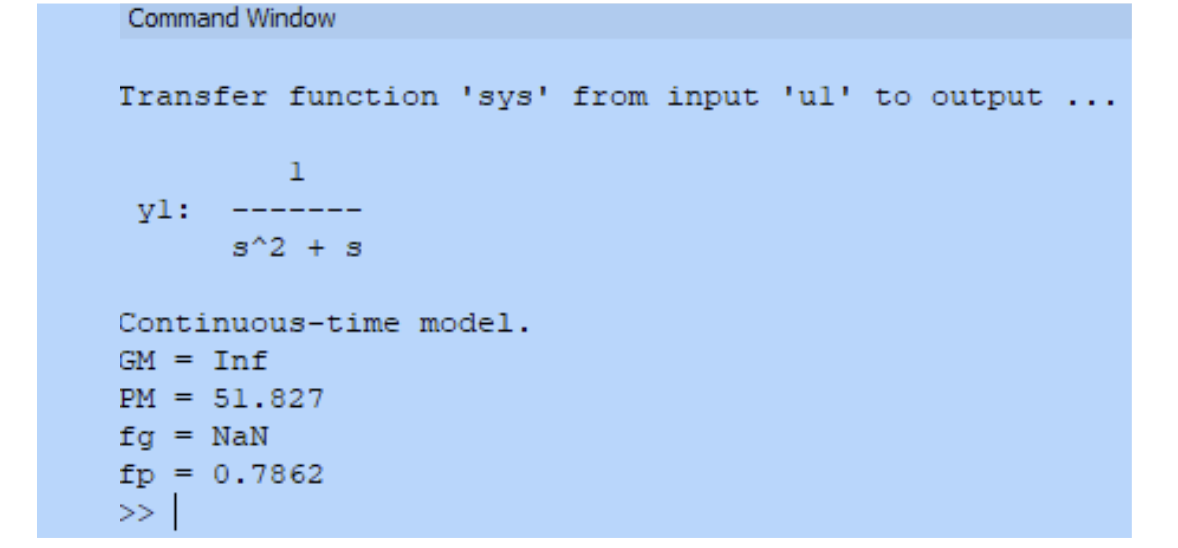 Command Window
Transfer function 'sys' from input 'u1' to output ...
1
y1: -------
s^2 + s
Continuous-time model.
GM = Inf
PM = 51.827
fg = NaN
fp = 0.7862
>>